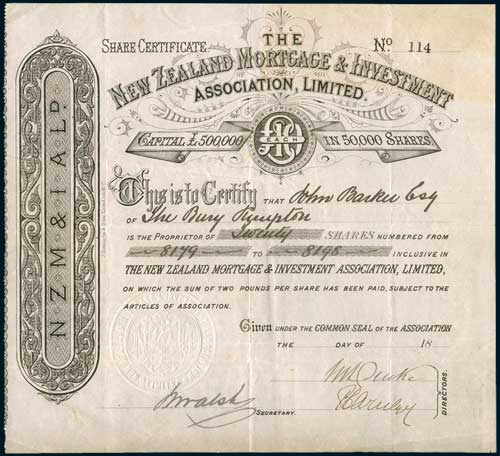 SHARE CERTIFICATE.
No 114
THE
NEW ZEALAND MORTGAGE & INVESTMENT
ASSOCIATION, LIMITED.
CAPITAL £500,000
£10
EACH
IN 50,000 SHARES
This is to Certify THAT John Barker Esq
OF The Bury Kimpton
IS THE PROPRIETOR OF Twenty SHARES NUMBERED FROM
8179 TO 8198 INCLUSIVE IN
THE NEW ZEALAND MORTGAGE & INVESTMENT ASSOCIATION, LIMITED,
ON WHICH THE SUM OF TWO POUNDS PER SHARE HAS BEEN PAID, SUBJECT TO THE
ARTICLES OF ASSOCIATION.
Given UNDER THE COMMON SEAL OF THE ASSOCIATION
THE DAY OF 18
DIRECTORS.
SECRETARY.
N Z M & I A LD.